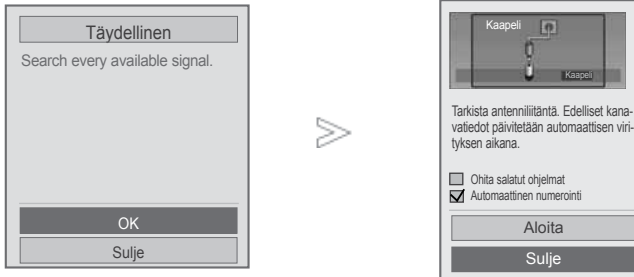 Täydellinen
Search every available signal.
OK
Sulje
Kaapeli
Kaapeli
Tarkista antenniliitäntä. Edelliset kana-
vatiedot päivitetään automaattisen viri-
tyksen aikana.
Ohita salatut ohjelmat
Automaattinen numerointi
Aloita
Sulje